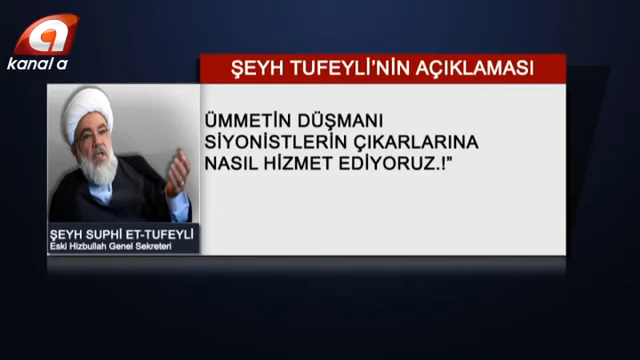 kanal a
ŞEYH TUFEYLİ'NİN AÇIKLAMASI
ÜMMETİN DÜŞMANI
SİYONİSTLERİN ÇIKARLARINA
NASIL HİZMET EDİYORUZ.!"
ŞEYH SUPHİ ET-TUFEYLİ
Eski Hizbullah Genel Sekreteri